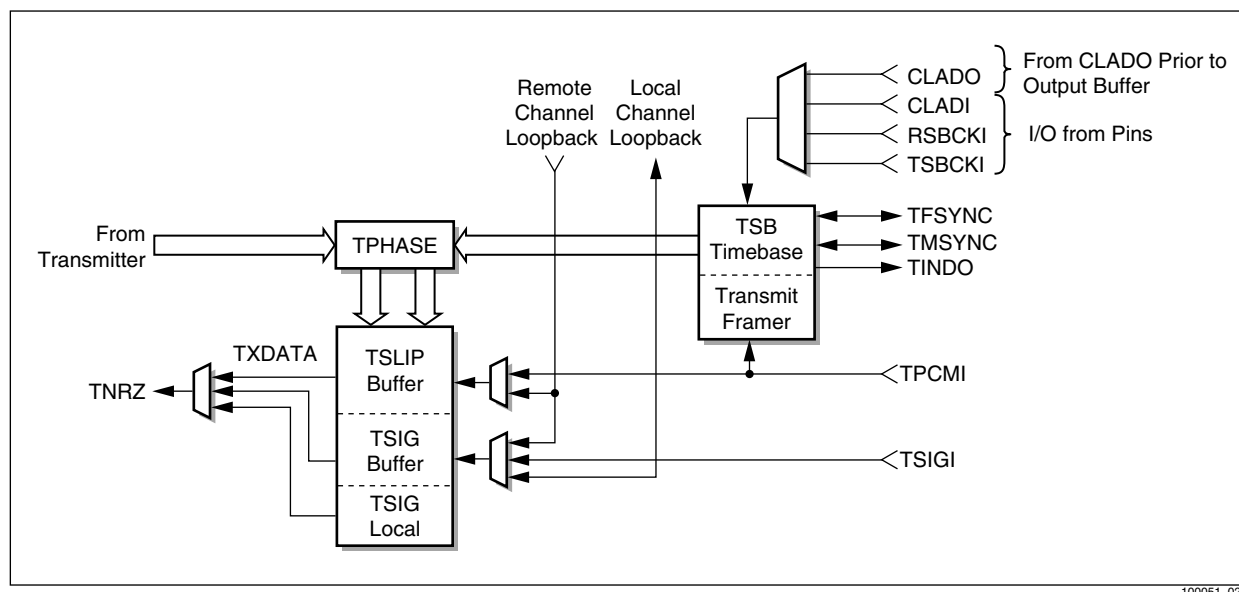 From CLADO Prior to
Output Buffer
CLADO
CLADI
RSBCKI
TSBCKI
I/O from Pins
Remote
Channel
Loopback
Local
Channel
Loopback
From
Transmitter
TPHASE
TSB
Timebase
Transmit
Framer
TFSYNC
TMSYNC
TINDO
TXDATA
TNRZ
TSLIP
Buffer
TSIG
Buffer
TSIG
Local
TPCMI
TSIGI